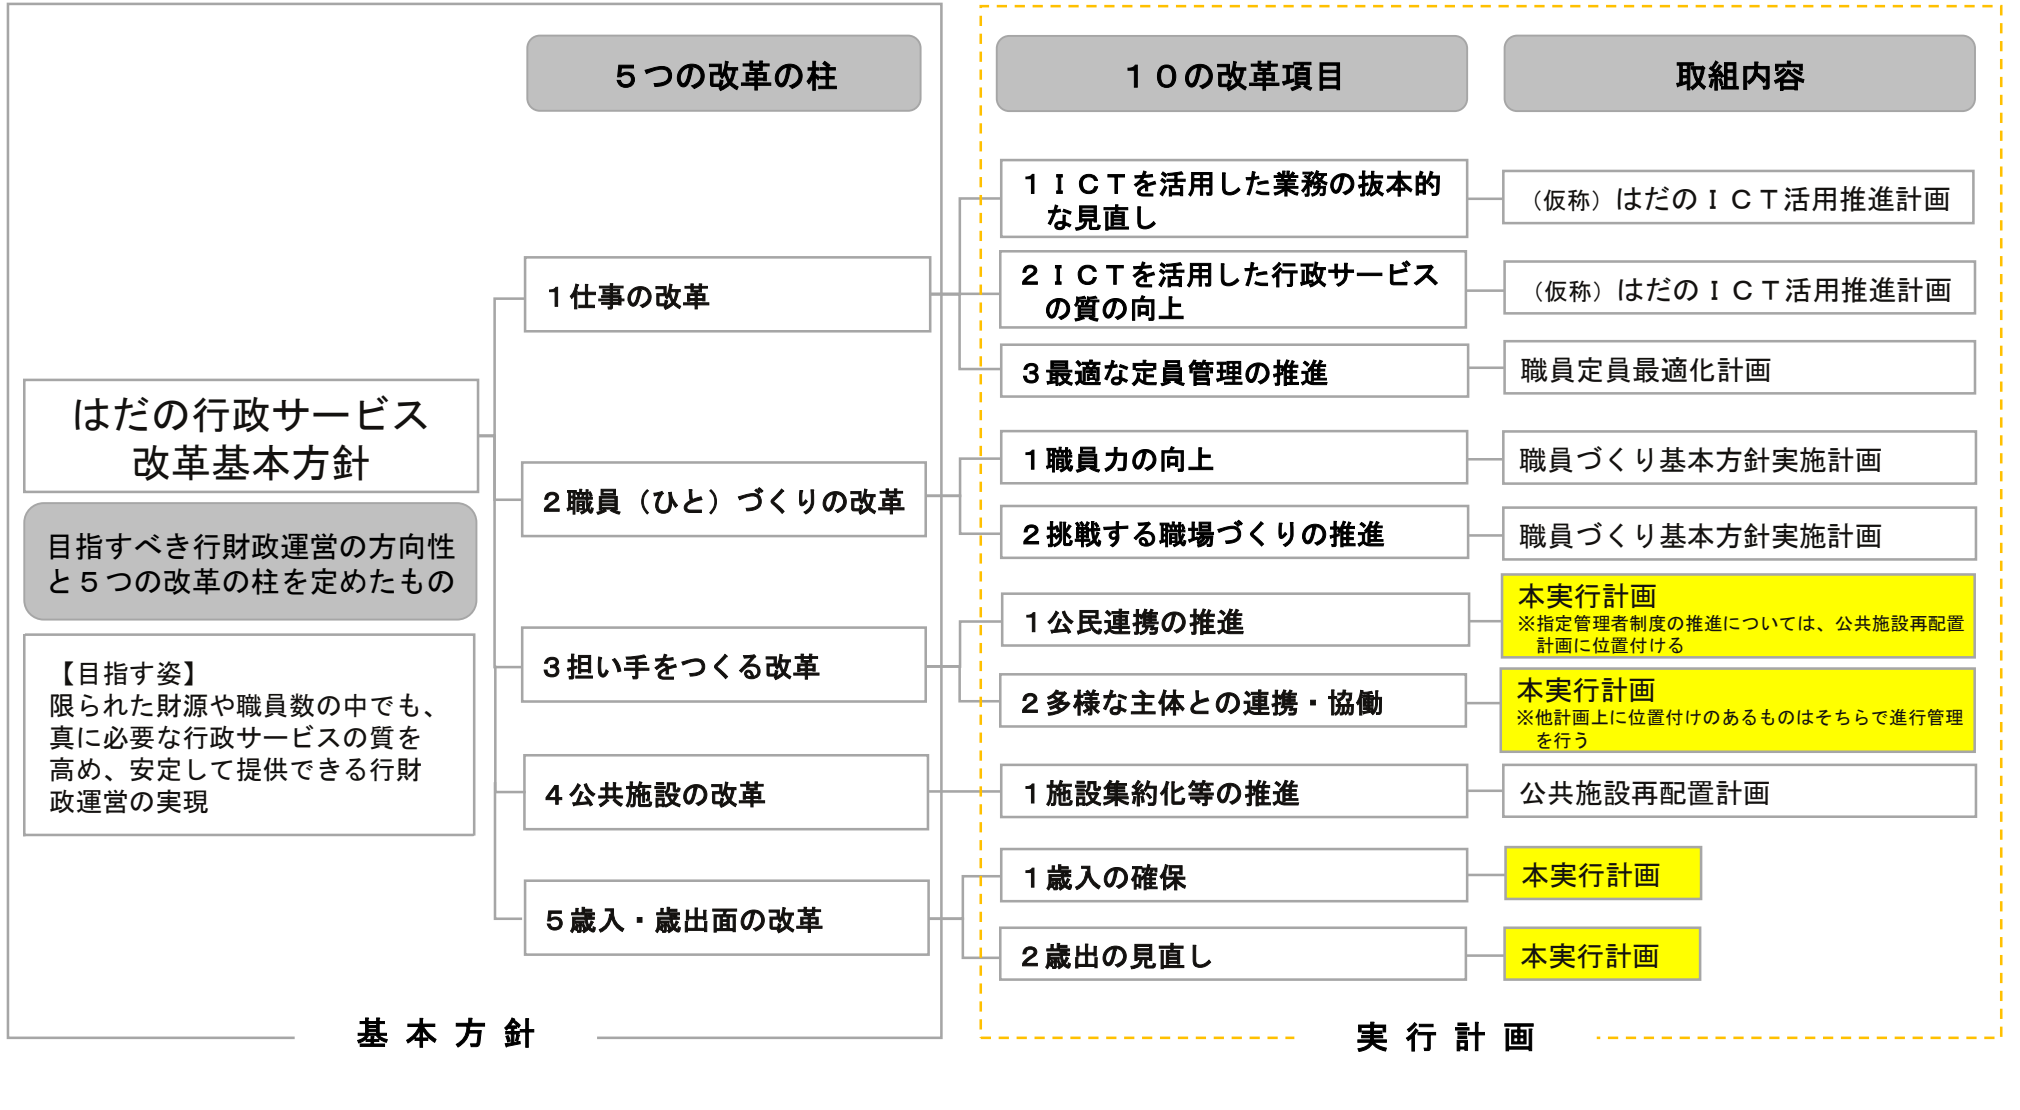 ５つの改革の柱
１０の改革項目
取組内容
はだの行政サービス
改革基本方針
目指すべき行財政運営の方向性
と５つの改革の柱を定めたもの
【目指す姿】
限られた財源や職員数の中でも、
真に必要な行政サービスの質を
高め、安定して提供できる行財
政運営の実現
１仕事の改革
１ＩＣＴを活用した業務の抜本的
な見直し
（仮称）はだのＩＣＴ活用推進計画
２ＩＣＴを活用した行政サービス
の質の向上
（仮称）はだのＩＣＴ活用推進計画
３最適な定員管理の推進
職員定員最適化計画
２職員（ひと）づくりの改革
１職員力の向上
職員づくり基本方針実施計画
２挑戦する職場づくりの推進
職員づくり基本方針実施計画
３担い手をつくる改革
１公民連携の推進
本実行計画
※指定管理者制度の推進については、公共施設再配置
計画に位置付ける
２多様な主体との連携・協働
本実行計画
※他計画上に位置付けのあるものはそちらで進行管理
を行う
４公共施設の改革
１施設集約化等の推進
公共施設再配置計画
５歳入・歳出面の改革
１歳入の確保
本実行計画
２歳出の見直し
本実行計画
基本方針
実行計画